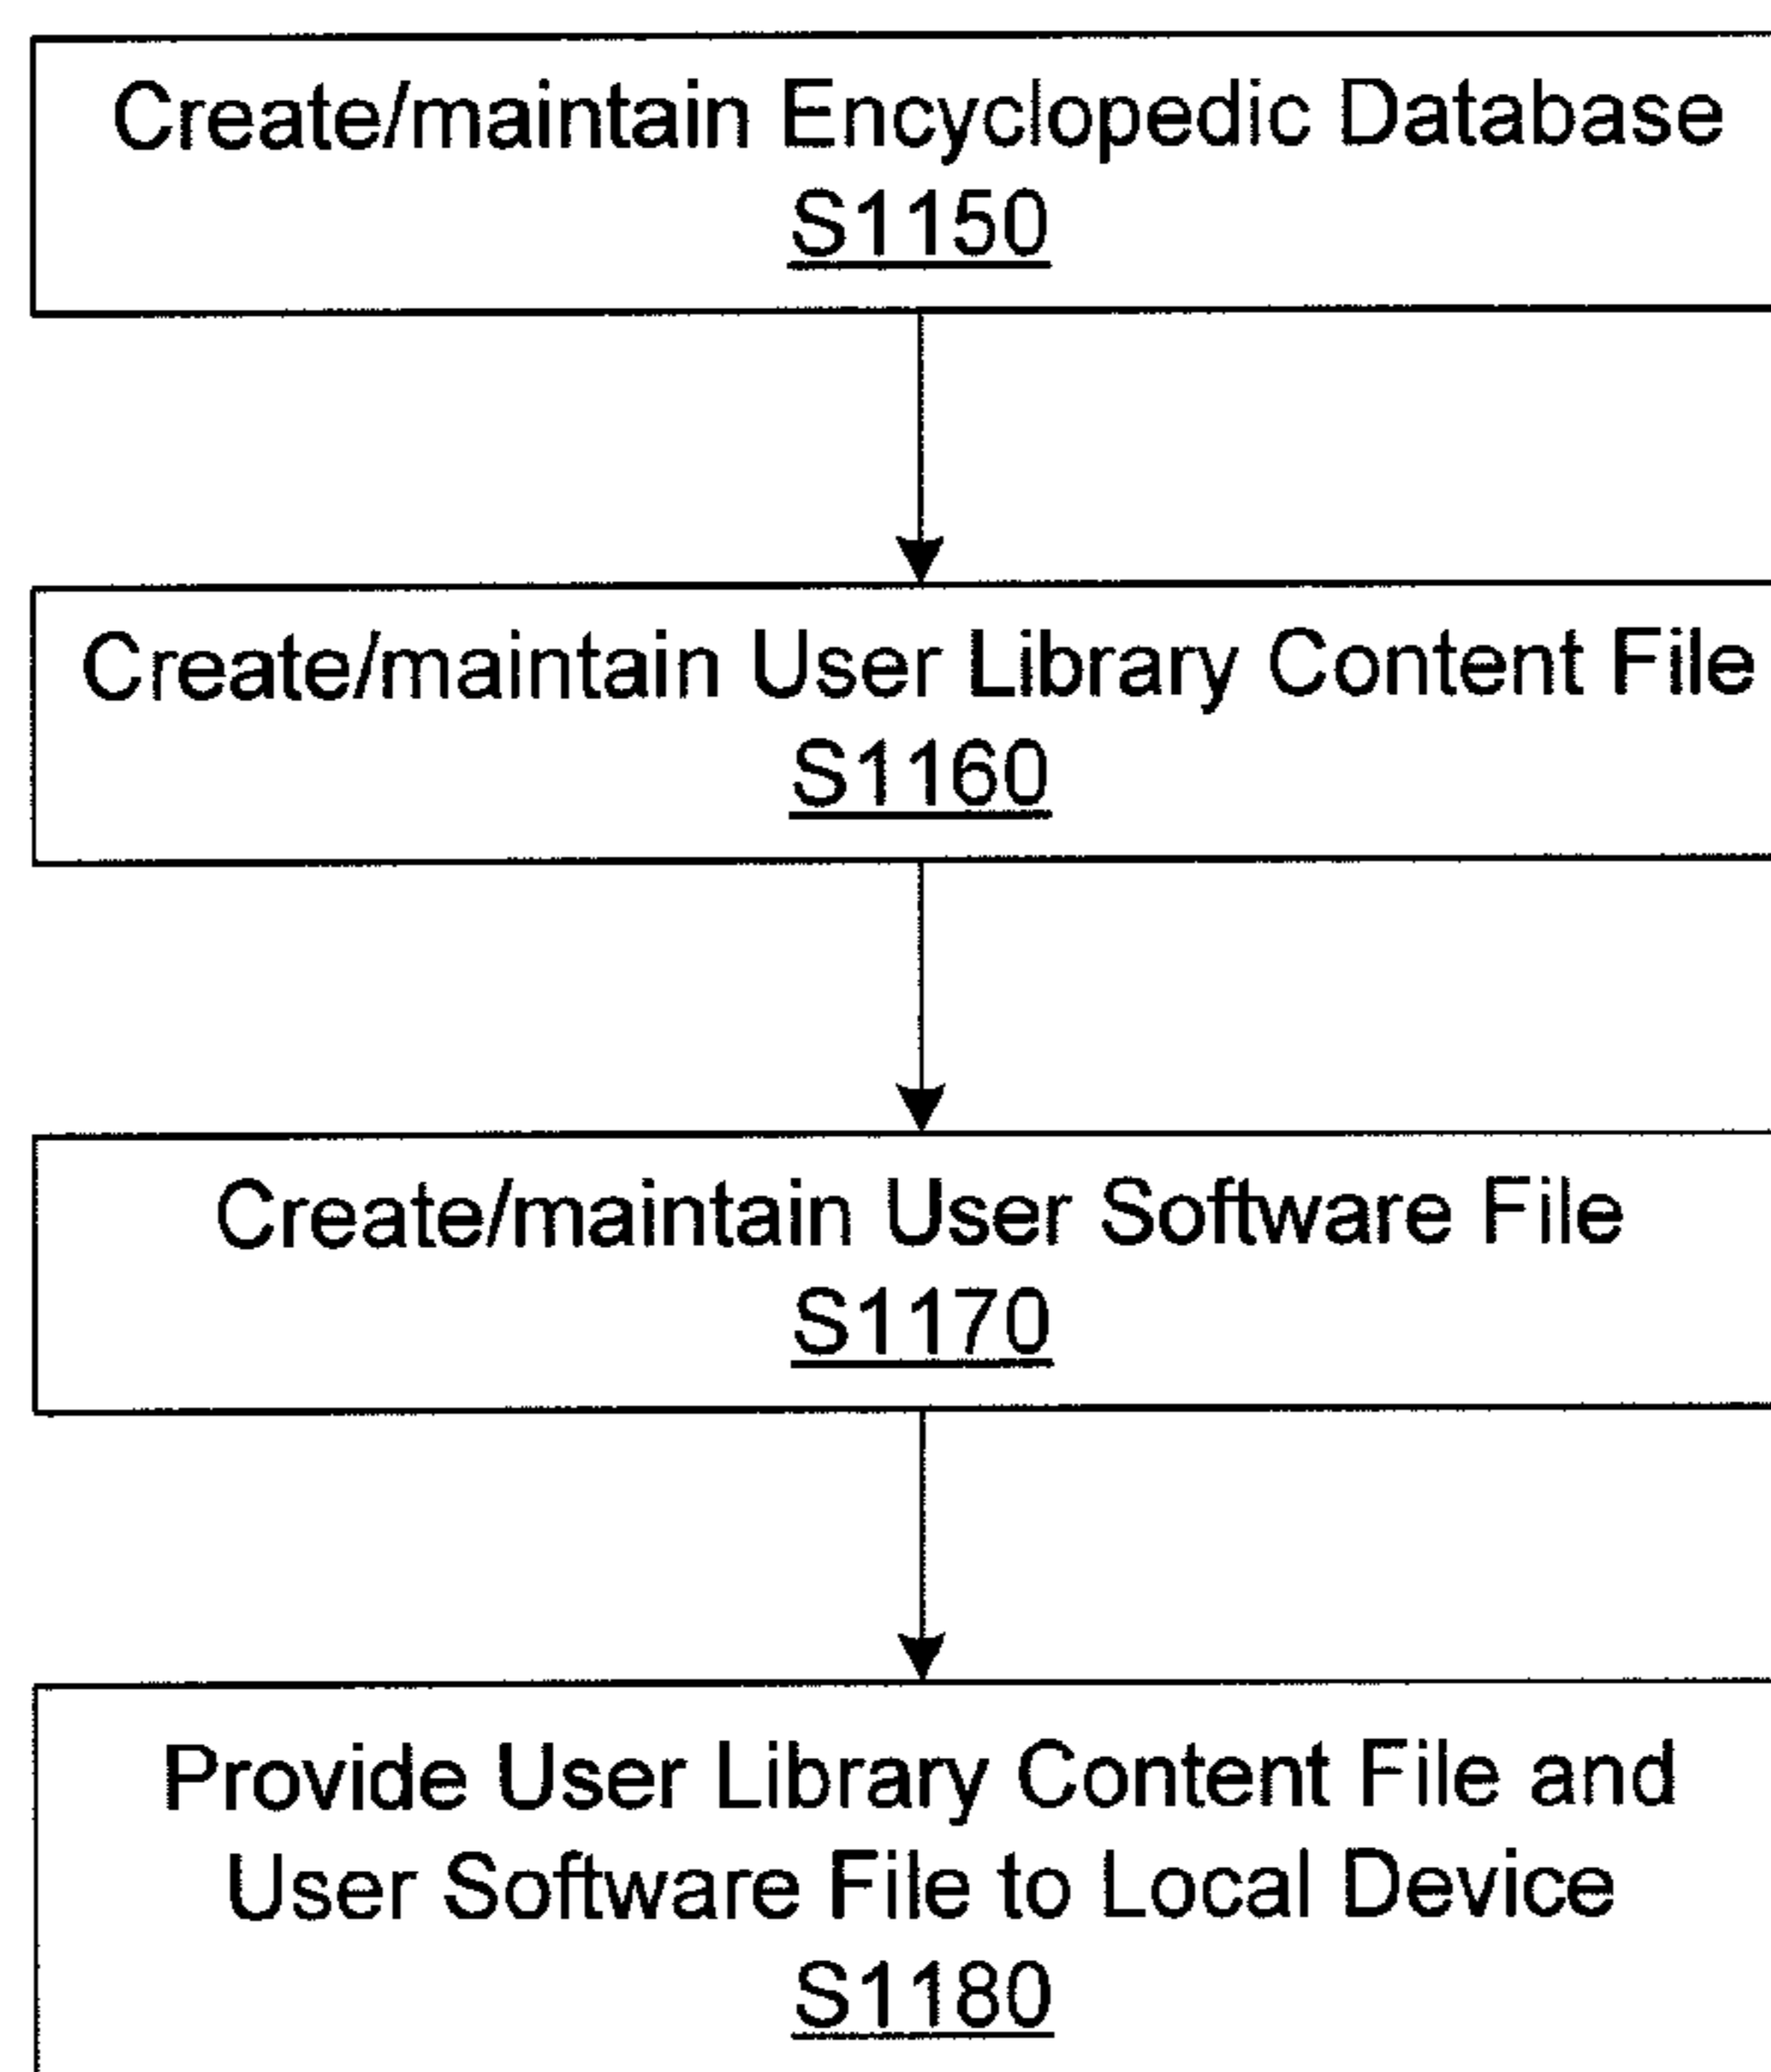 Create/maintain Encyclopedic Database
S1150
Create/maintain User Library Content File
S1160
Create/maintain User Software File
S1170
Provide User Library Content File and
User Software File to Local Device
S1180